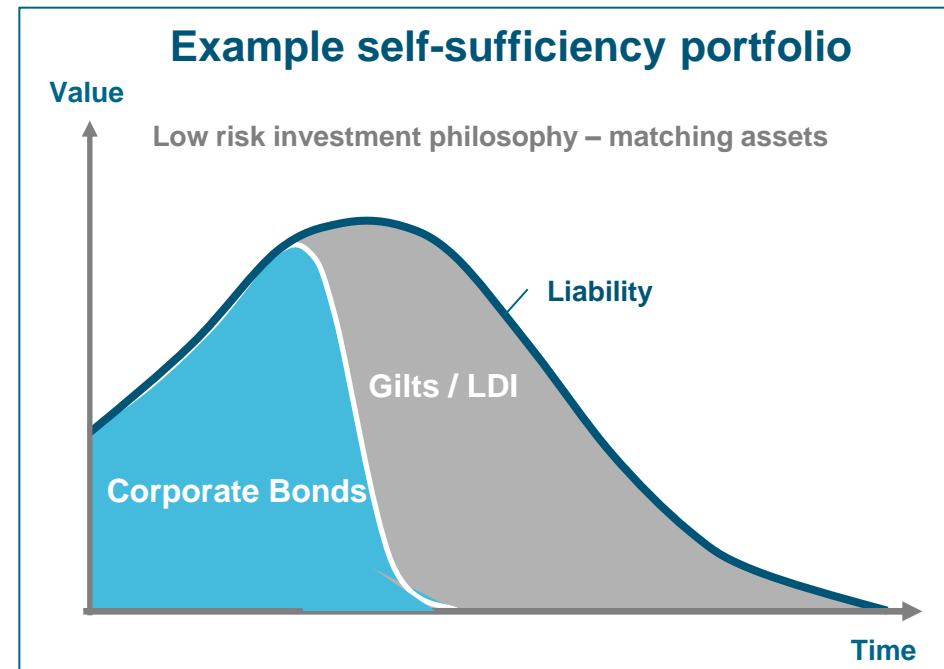 Example self-sufficiency portfolio
Value
Low risk investment philosophy – matching assets
Liability
Gilts / LDI
Corporate Bonds
Time